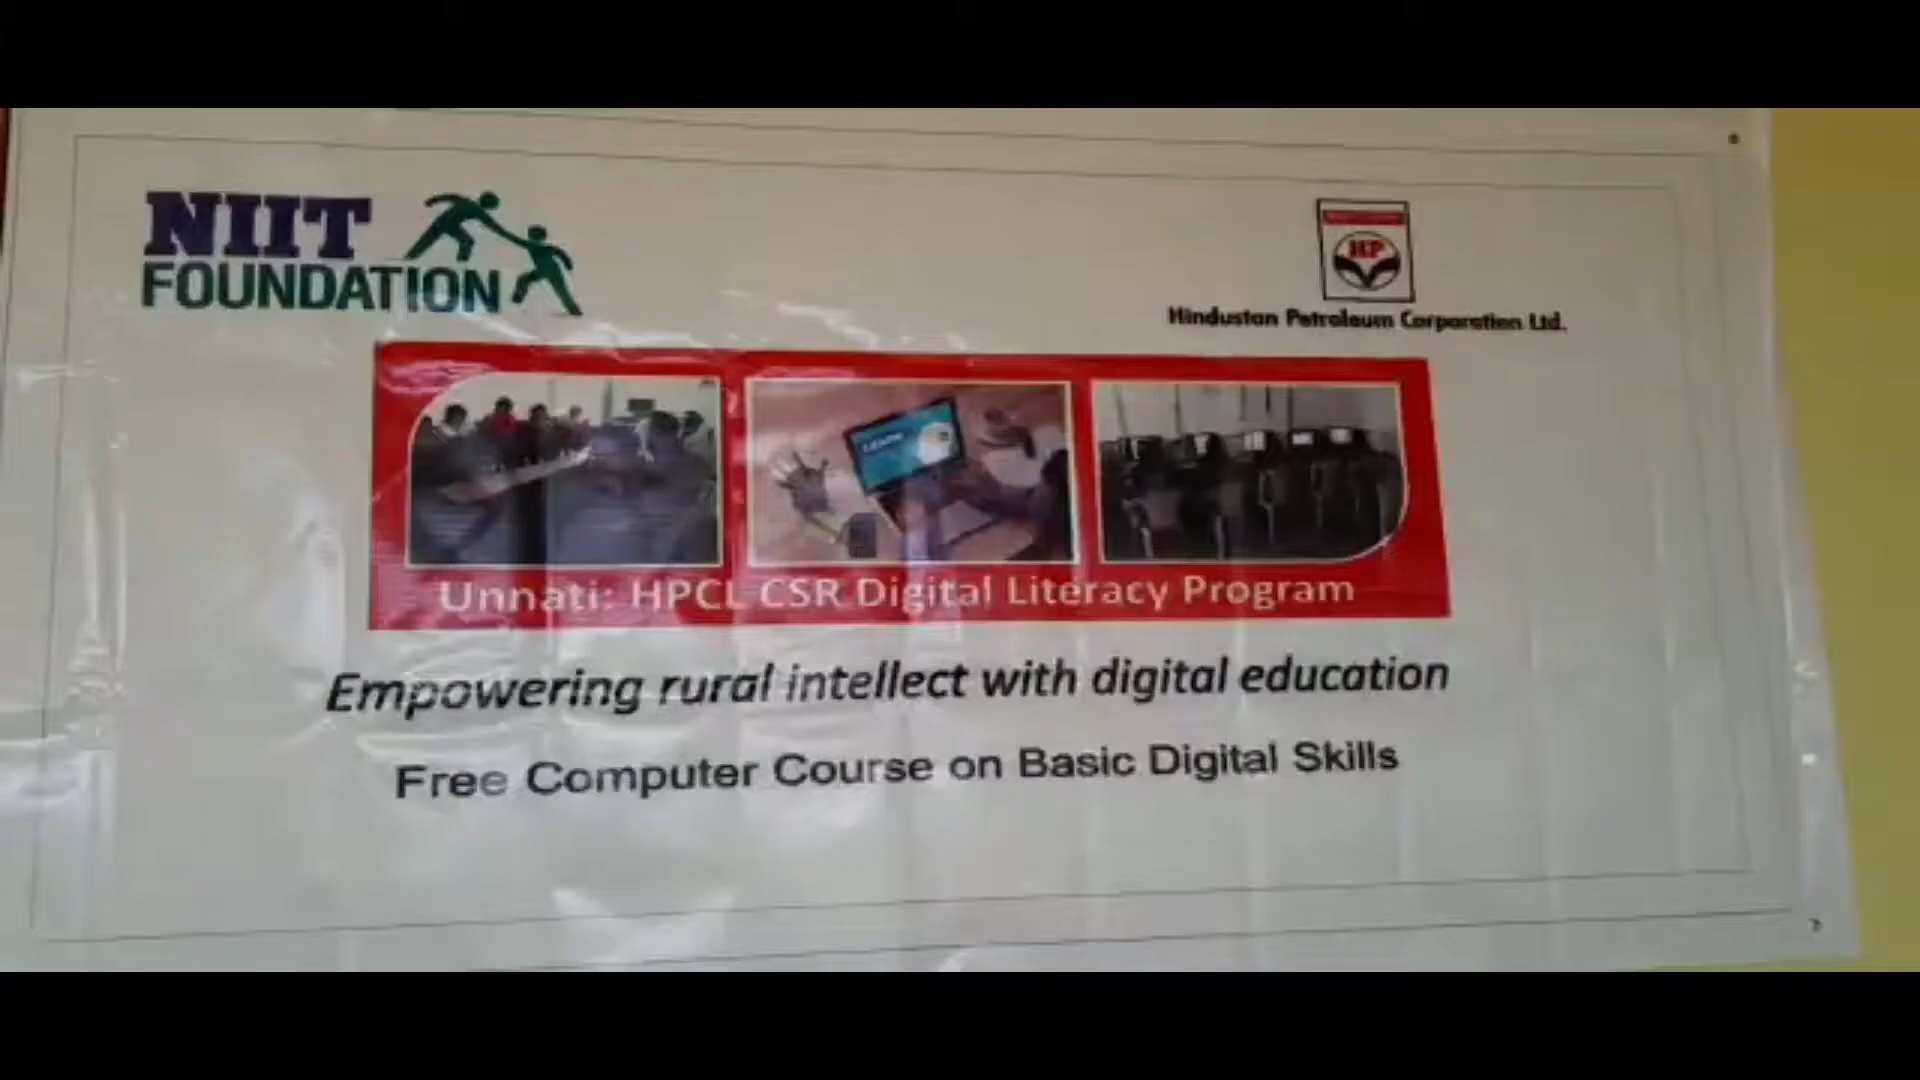 NIIT
FOUNDATION
HP
Hindustan Petroleum Corporation Ltd.
LEARN
Unnati: HPCL CSR Digital Literacy Program
Empowering rural intellect with digital education
Free Computer Course on Basic Digital Skills